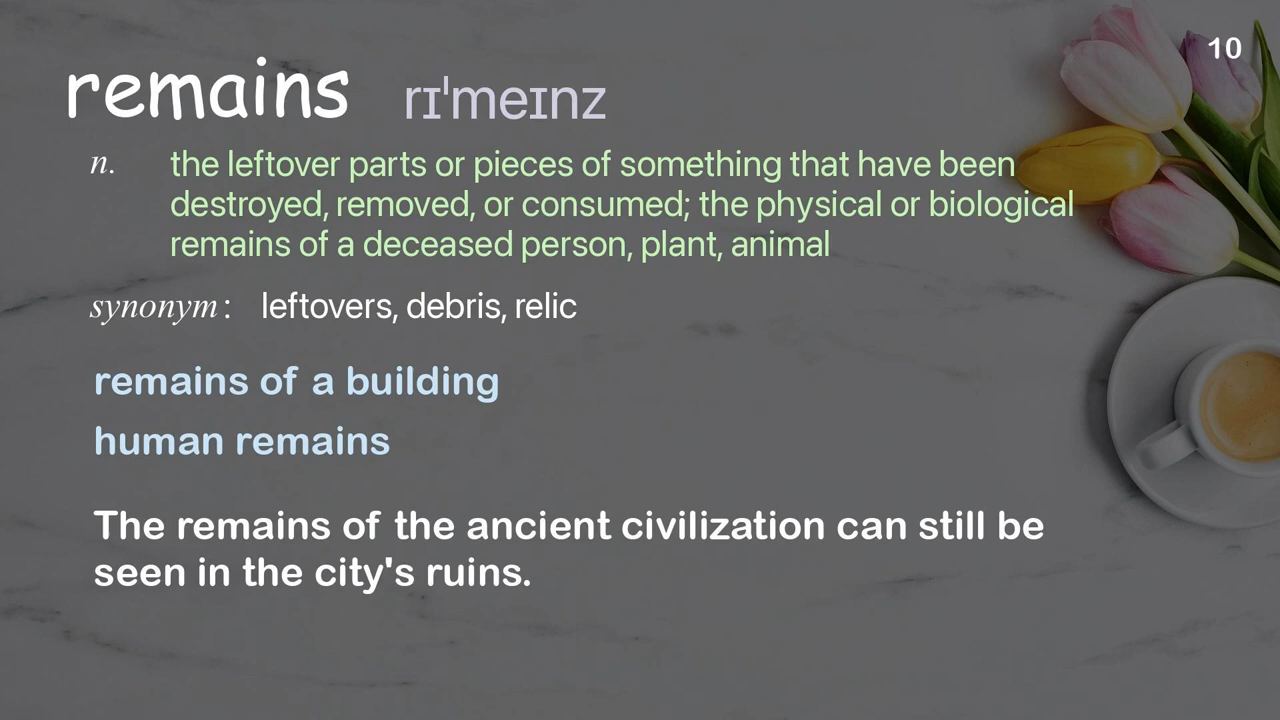 10
remains rɪˈmeɪnz
n. the leftover parts or pieces of something that have been
destroyed, removed, or consumed; the physical or biological
remains of a deceased person, plant, animal
synonym: leftovers, debris, relic
remains of a building
human remains
The remains of the ancient civilization can still be
seen in the city's ruins.